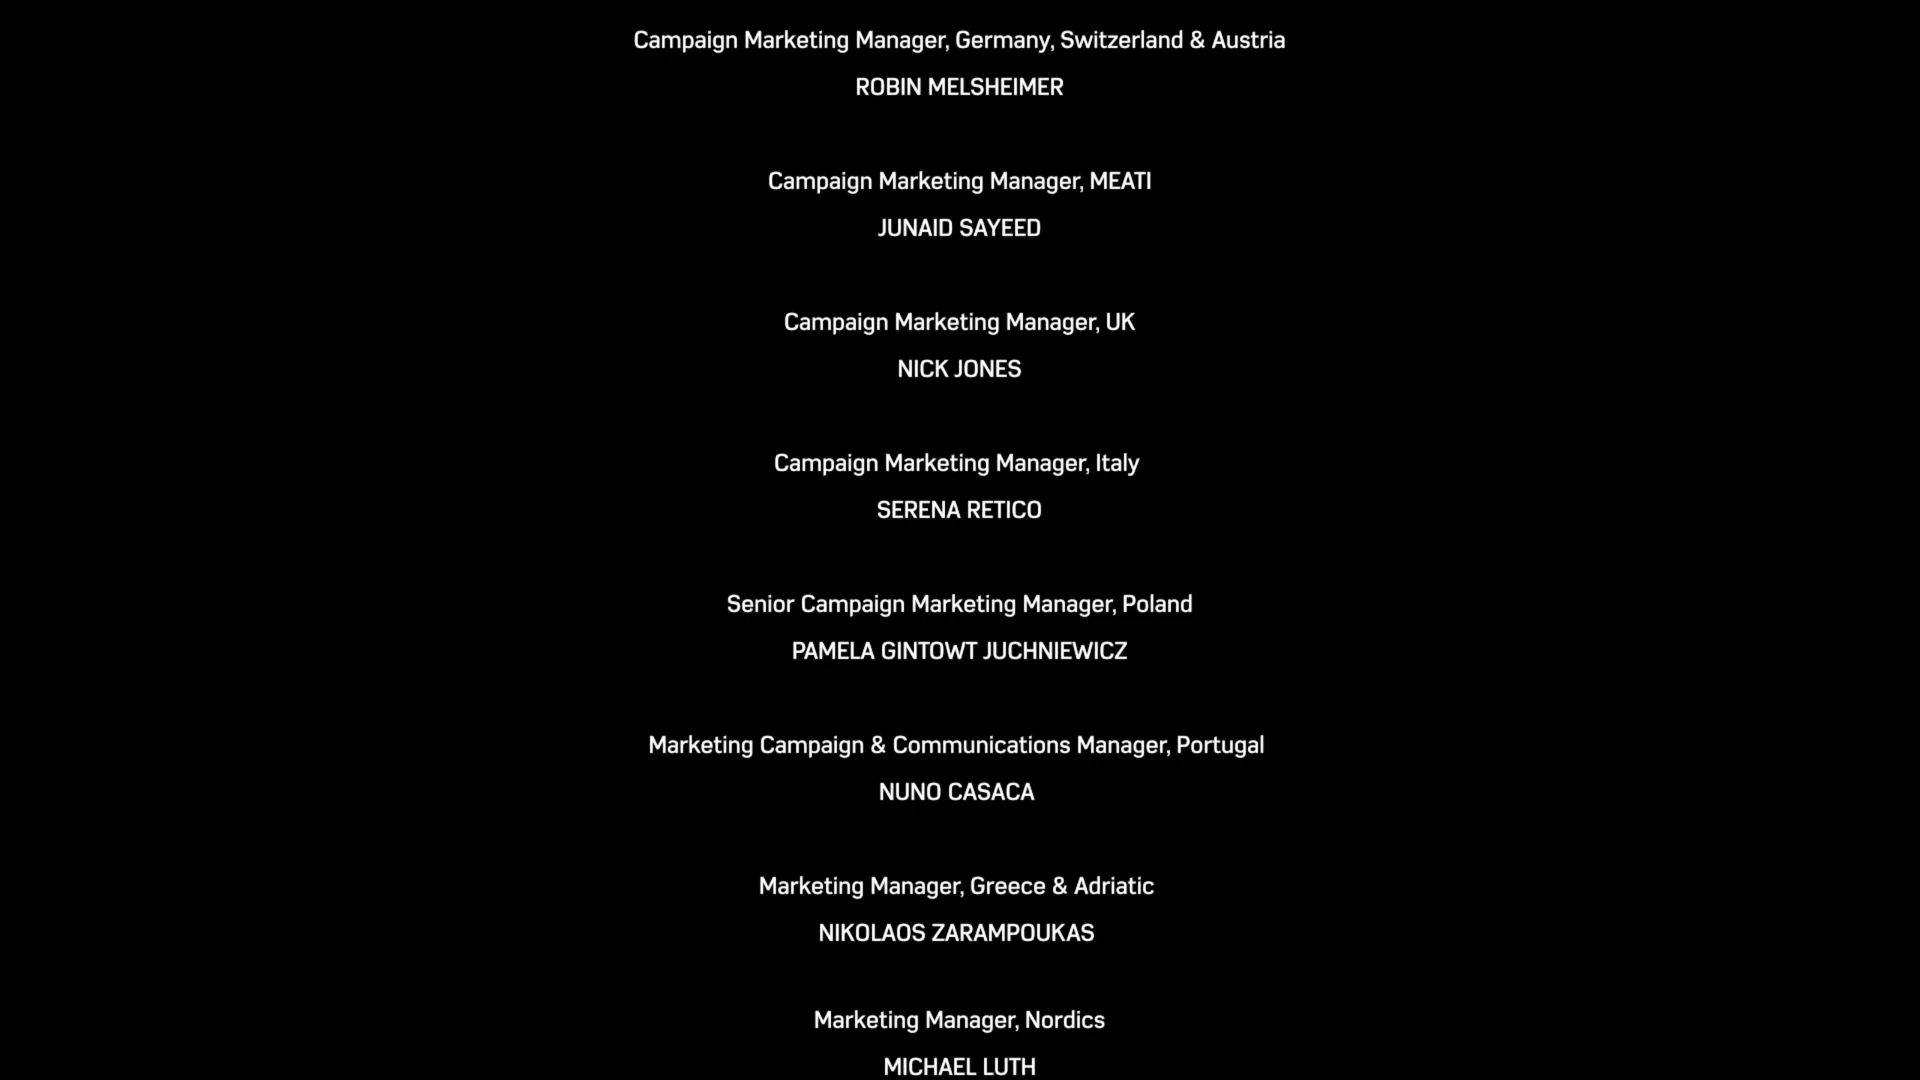 Campaign Marketing Manager, Germany, Switzerland & Austria
ROBIN MELSHEIMER
Campaign Marketing Manager, MEATI
JUNAID SAYEED
Campaign Marketing Manager, UK
NICK JONES
Campaign Marketing Manager, Italy
SERENA RETICO
Senior Campaign Marketing Manager, Poland
PAMELA GINTOWT JUCHNIEWICZ
Marketing Campaign & Communications Manager, Portugal
NUNO CASACA
Marketing Manager, Greece & Adriatic
NIKOLAOS ZARAMPOUKAS
Marketing Manager, Nordics
MICHAEL LUTH